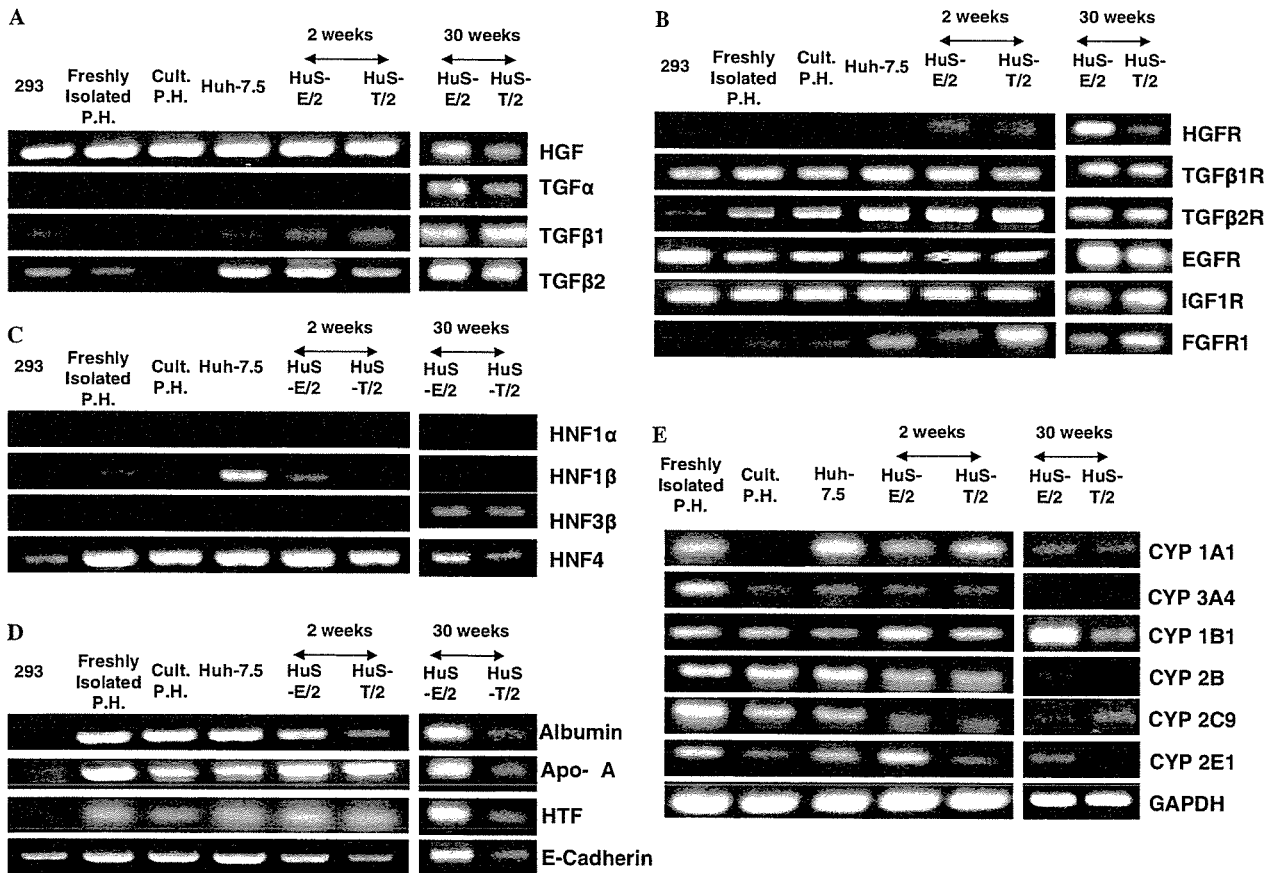 A
2 weeks
30 weeks
293
Freshly
Isolated
P.H.
Cult.
P.H.
Huh-7.5
HuS-
E/2
HuS-
T/2
HuS-
E/2
HuS-
T/2
HGF
TGFα
TGFβ1
TGFβ2
B
2 weeks
30 weeks
293
Freshly
Isolated
P.H.
Cult.
P.H.
Huh-7.5
HuS-
E/2
HuS-
T/2
HuS-
E/2
HuS-
T/2
HGFR
TGFβ1R
TGFβ2R
EGFR
IGF1R
FGFR1
C
2 weeks
30 weeks
293
Freshly
Isolated
P.H.
Cult.
P.H.
Huh-7.5
HuS
-E/2
HuS
-T/2
HuS
-E/2
HuS
-T/2
HNF1α
HNF1β
HNF3β
HNF4
D
2 weeks
30 weeks
293
Freshly
Isolated
P.H.
Cult.
P.H.
Huh-7.5
HuS
-E/2
HuS-
T/2
HuS
-E/2
HuS
-T/2
Albumin
Apo- A
HTF
E-Cadherin
E
2 weeks
30 weeks
Freshly
Isolated
P.H.
Cult.
P.H.
Huh-
7.5
HuS-
E/2
HuS-
T/2
HuS-
E/2
HuS-
T/2
CYP 1A1
CYP 3A4
CYP 1B1
CYP 2B
CYP 2C9
CYP 2E1
GAPDH